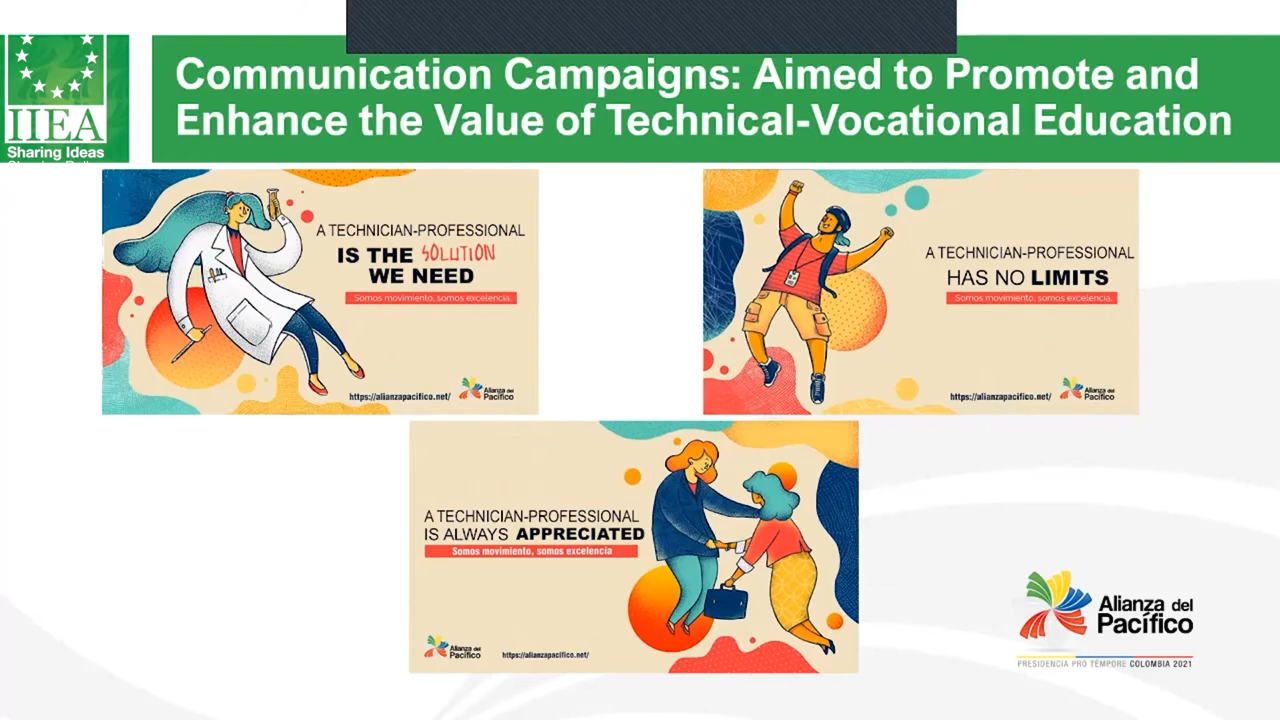 IIEA
Sharing Ideas
Communication Campaigns: Aimed to Promote and
Enhance the Value of Technical-Vocational Education
A TECHNICIAN-PROFESSIONAL
IS THE SOLUTION
WE NEED
Somos movimiento, somos excelencia.
https://alianzapacifico.net/
Alianza del
Pacífico
A TECHNICIAN-PROFESSIONAL
HAS NO LIMITS
Somos movimiento, somos excelencia.
https://alianzapacifico.net/
Alianza del
Pacífico
A TECHNICIAN-PROFESSIONAL
IS ALWAYS APPRECIATED
Somos movimiento, somos excelencia
Alianza del
Pacífico
https://alianzapacifico.net/
Alianza del
Pacífico
PRESIDENCIA PRO TÉMPORE COLOMBIA 2021